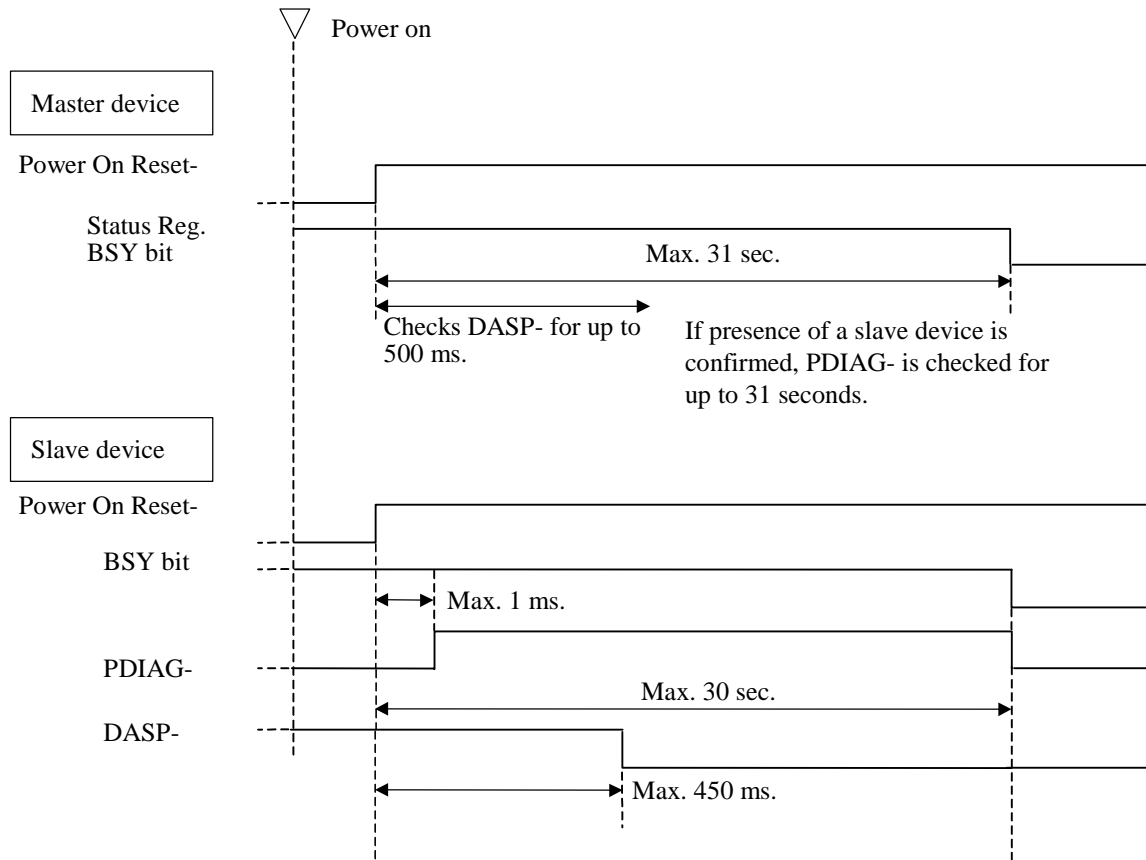 Power on
Master device
Power On Reset-
Status Reg.
BSY bit
Max. 31 sec.
Checks DASP- for up to
500 ms.
If presence of a slave device is
confirmed, PDIAG- is checked for
up to 31 seconds.
Slave device
Power On Reset-
BSY bit
Max. 1 ms.
PDIAG-
Max. 30 sec.
DASP-
Max. 450 ms.